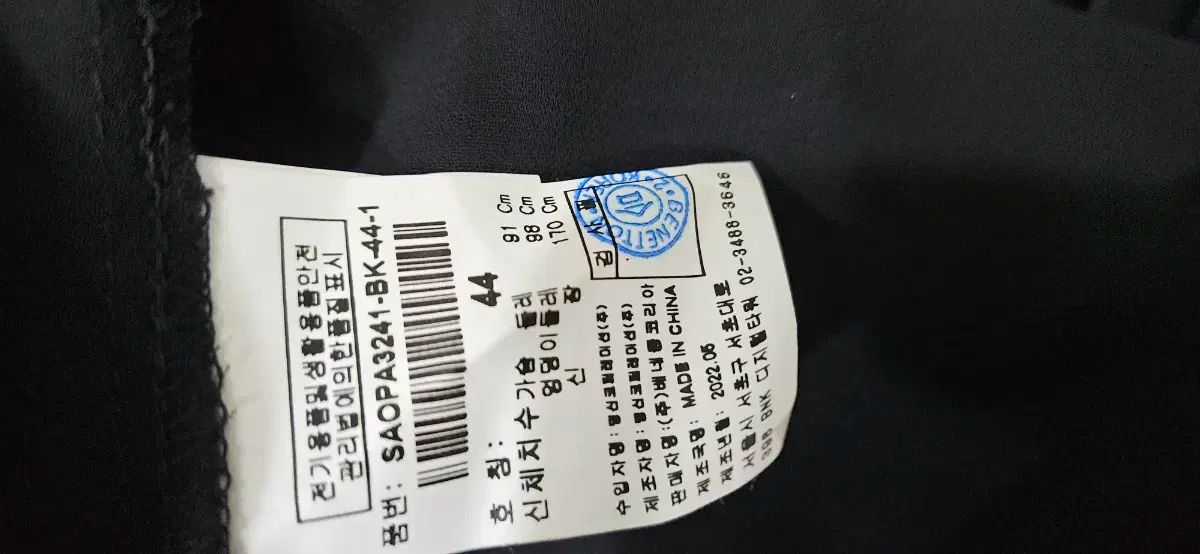 전기용품및생활용품안전
관리법에의한품질표시
품번: SAOPA3241-BK-44-1
호 칭: 44
신체치수 가슴 둘레 91 Cm
엉덩이둘레 98 Cm
신 장 170 Cm
검 사
BENETTON KOREA
수입자명:
제조자명:
판매자명:(주)베네통코리아
제조국명: MADE IN CHINA
제조년월: 2022.05
서울시 서초구 서초대로
398 BNK 디지털타워 02-3488-3646